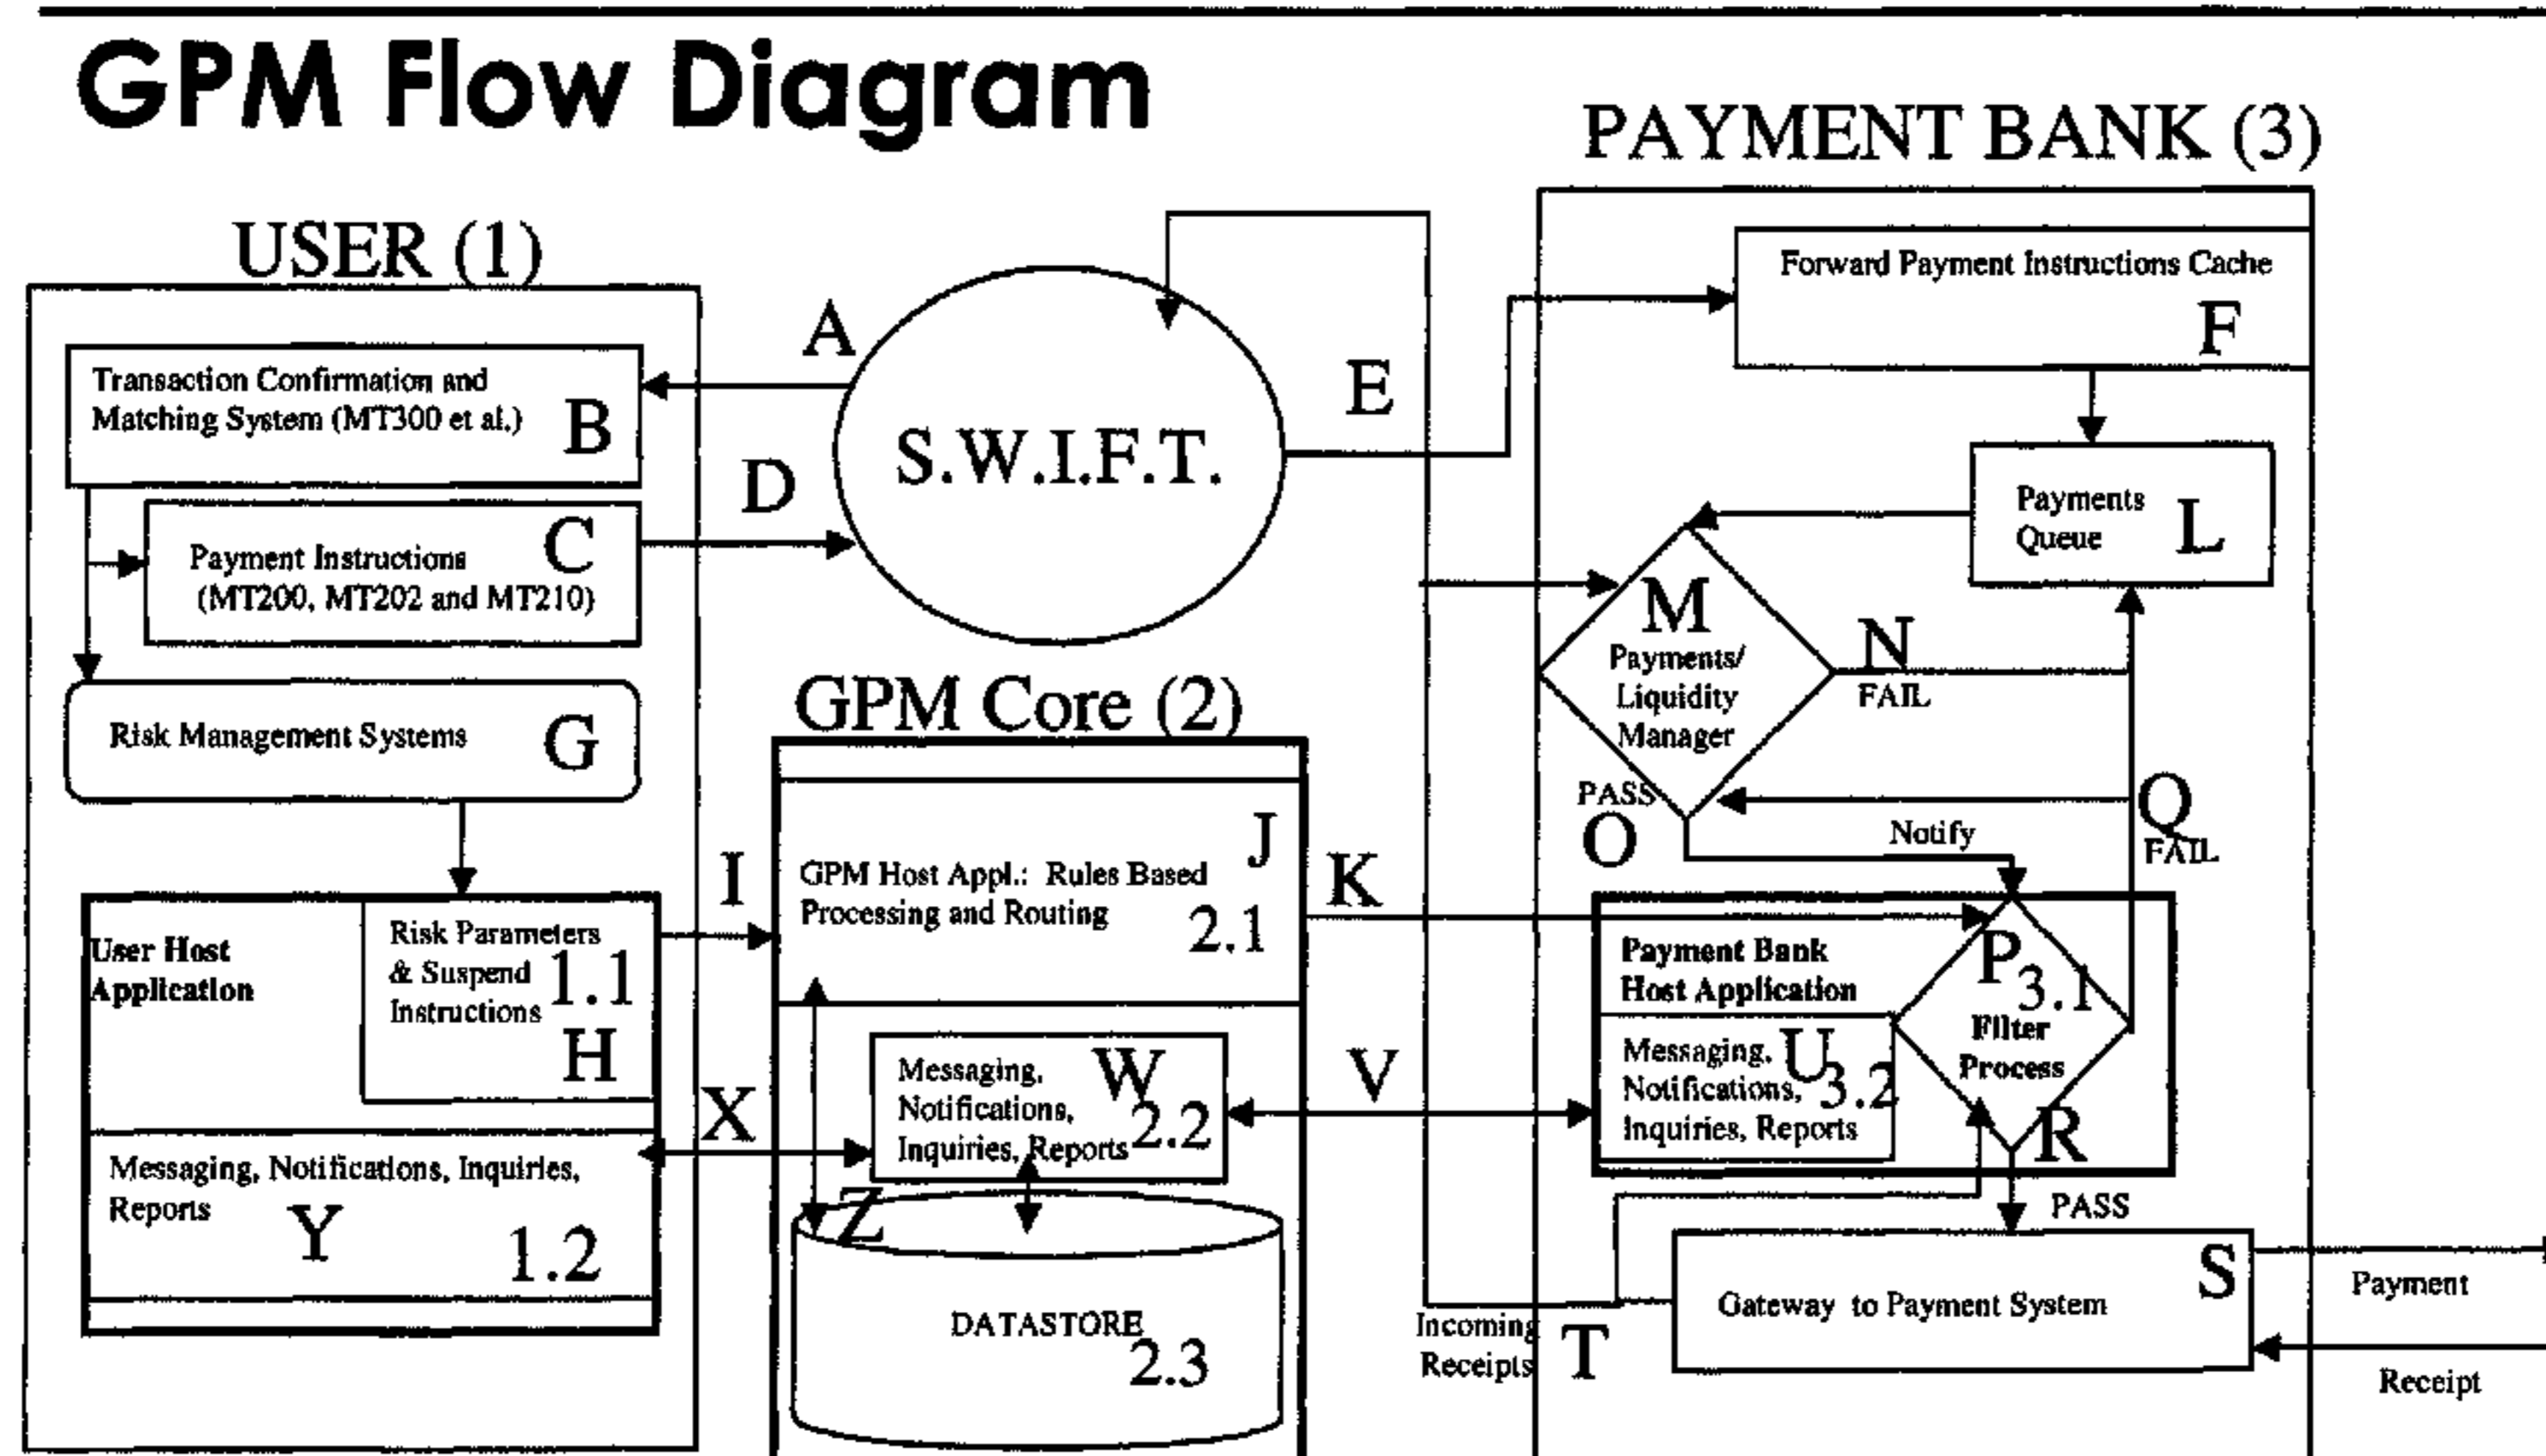 GPM Flow Diagram
PAYMENT BANK (3)
USER (1)
Forward Payment Instructions Cache
F
A
Transaction Confirmation and
Matching System (MT300 et al.)
B
E
S.W.I.F.T.
D
C
Payment Instructions
(MT200, MT202 and MT210)
Payments
Queue
L
M
Payments/
Liquidity
Manager
N
FAIL
GPM Core (2)
Risk Management Systems
G
PASS
O
Notify
Q
FAIL
I
J
GPM Host Appl.: Rules Based
Processing and Routing
2.1
K
User Host
Application
Risk Parameters
& Suspend
Instructions
1.1
H
Payment Bank
Host Application
P
3.1
Filter
Process
Messaging,
Notifications,
Inquiries, Reports
U
3.2
R
X
Messaging,
Notifications,
Inquiries, Reports
W
2.2
V
Messaging, Notifications, Inquiries,
Reports
Y
1.2
Z
PASS
DATASTORE
2.3
Incoming
Receipts
T
Gateway to Payment System
S
Payment
Receipt